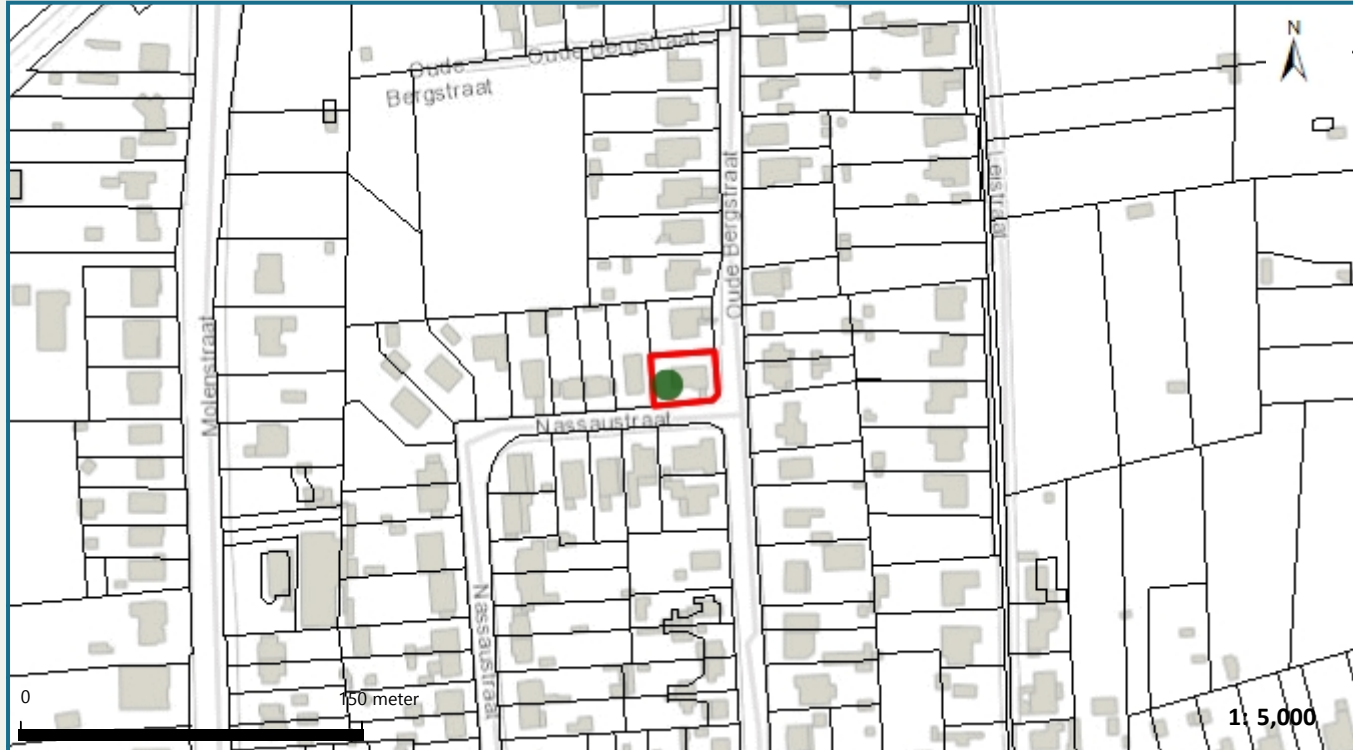 N
Oude Bergstraat
Oude
Bergstraat
Oude Bergstraat
Leistraat
Molenstraat
Nassaustraat
Nassaustraat
0
150 meter
1: 5,000